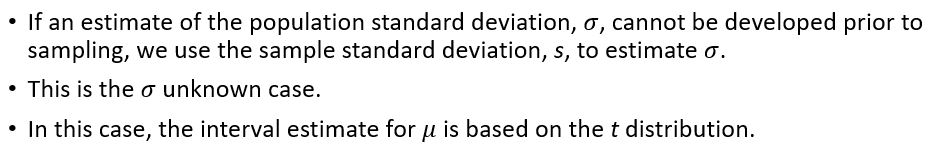 • If an estimate of the population standard deviation, σ, cannot be developed prior to
sampling, we use the sample standard deviation, s, to estimate σ.
• This is the σ unknown case.
• In this case, the interval estimate for μ is based on the t distribution.